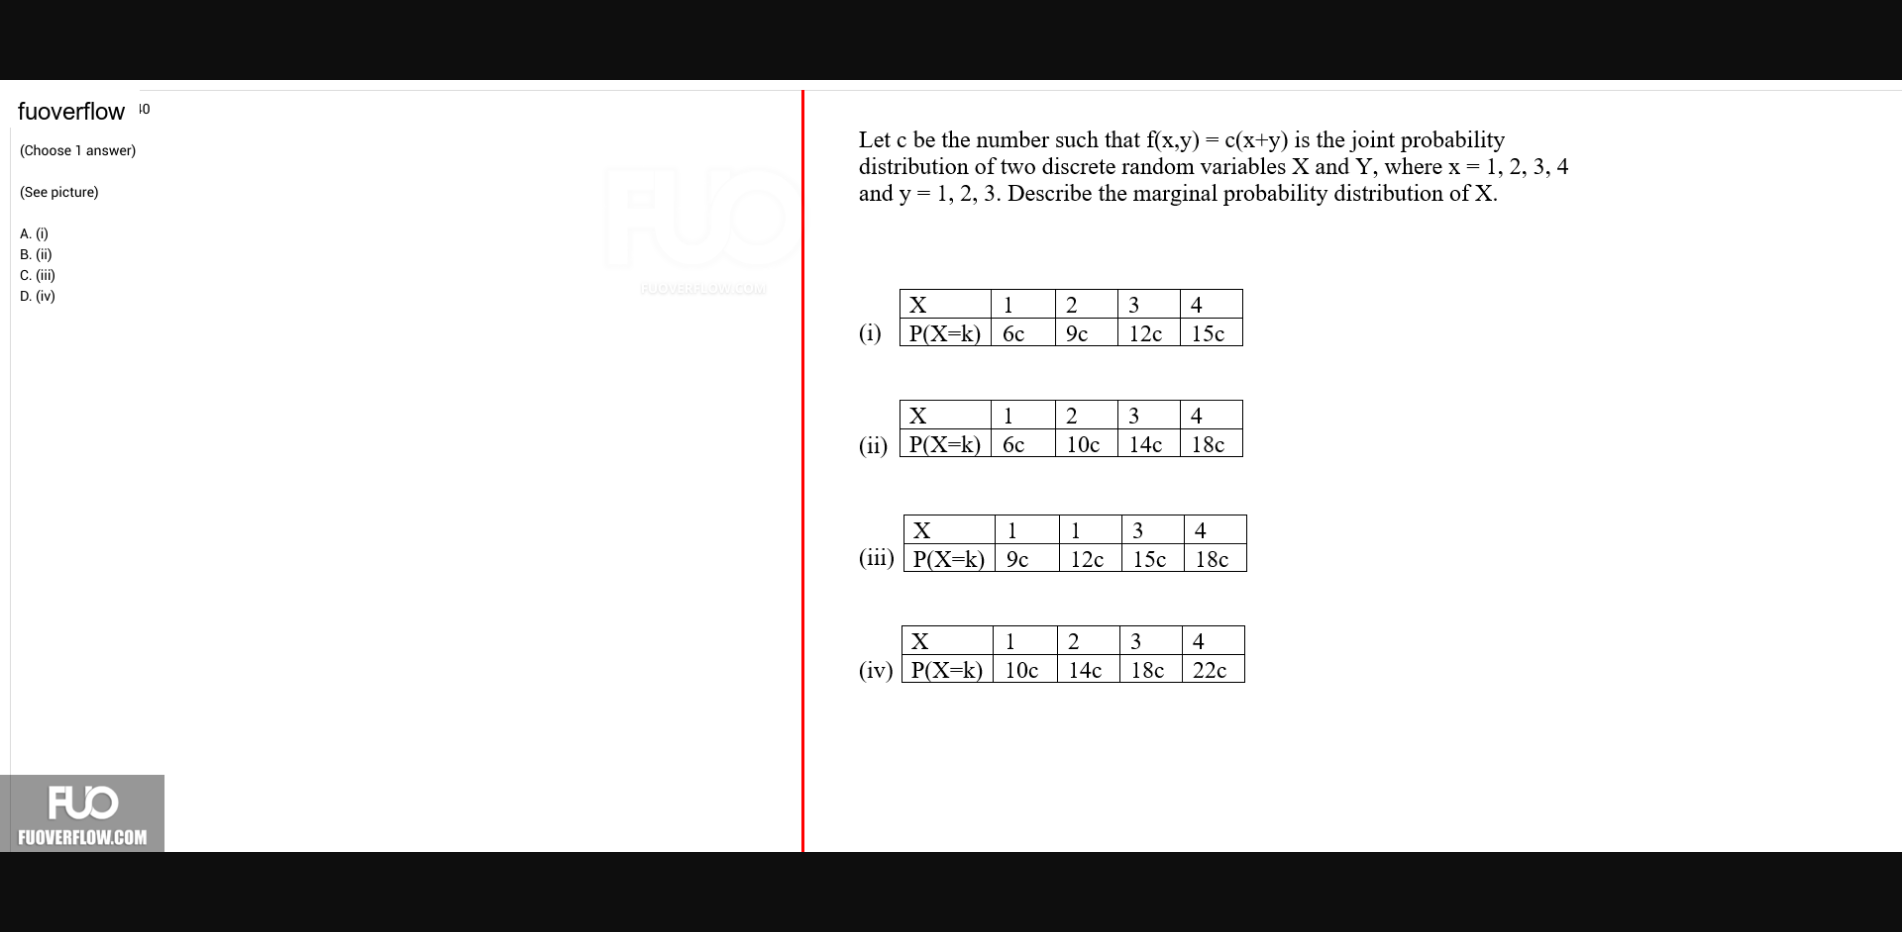 fuoverflow
(Choose 1 answer)
(See picture)
A. (i)
B. (ii)
C. (iii)
D. (iv)
FUO
FUOVERFLOW.COM
Let c be the number such that f(x,y) = c(x+y) is the joint probability
distribution of two discrete random variables X and Y, where x = 1, 2, 3, 4
and y = 1, 2, 3. Describe the marginal probability distribution of X.
X 1 2 3 4
(i) P(X=k) 6c 9c 12c 15c
X 1 2 3 4
(ii) P(X=k) 6c 10c 14c 18c
X 1 1 3 4
(iii) P(X=k) 9c 12c 15c 18c
X 1 2 3 4
(iv) P(X=k) 10c 14c 18c 22c
FUO
FUOVERFLOW.COM